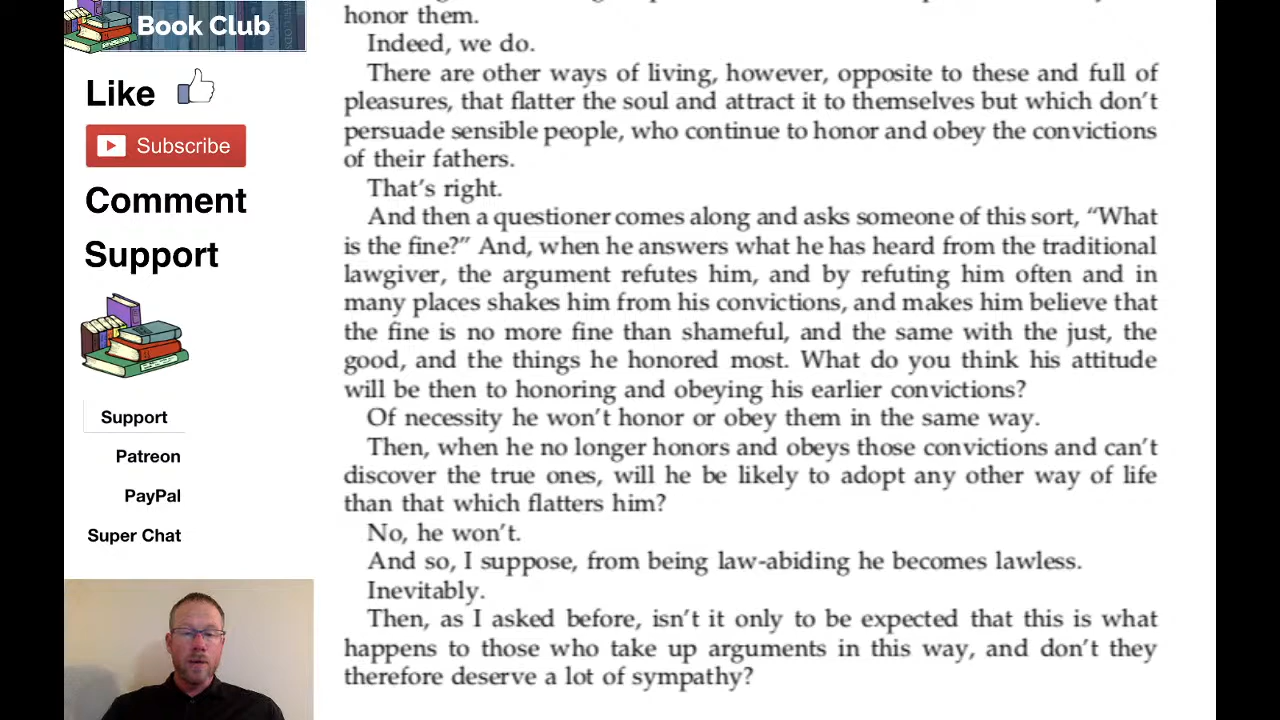 Book Club
Like
Subscribe
Comment
Support
Support
Patreon
PayPal
Super Chat
honor them.
Indeed, we do.
There are other ways of living, however, opposite to these and full of
pleasures, that flatter the soul and attract it to themselves but which don't
persuade sensible people, who continue to honor and obey the convictions
of their fathers.
That's right.
And then a questioner comes along and asks someone of this sort, "What
is the fine?" And, when he answers what he has heard from the traditional
lawgiver, the argument refutes him, and by refuting him often and in
many places shakes him from his convictions, and makes him believe that
the fine is no more fine than shameful, and the same with the just, the
good, and the things he honored most. What do you think his attitude
will be then to honoring and obeying his earlier convictions?
Of necessity he won't honor or obey them in the same way.
Then, when he no longer honors and obeys those convictions and can't
discover the true ones, will he be likely to adopt any other way of life
than that which flatters him?
No, he won't.
And so, I suppose, from being law-abiding he becomes lawless.
Inevitably.
Then, as I asked before, isn't it only to be expected that this is what
happens to those who take up arguments in this way, and don't they
therefore deserve a lot of sympathy?